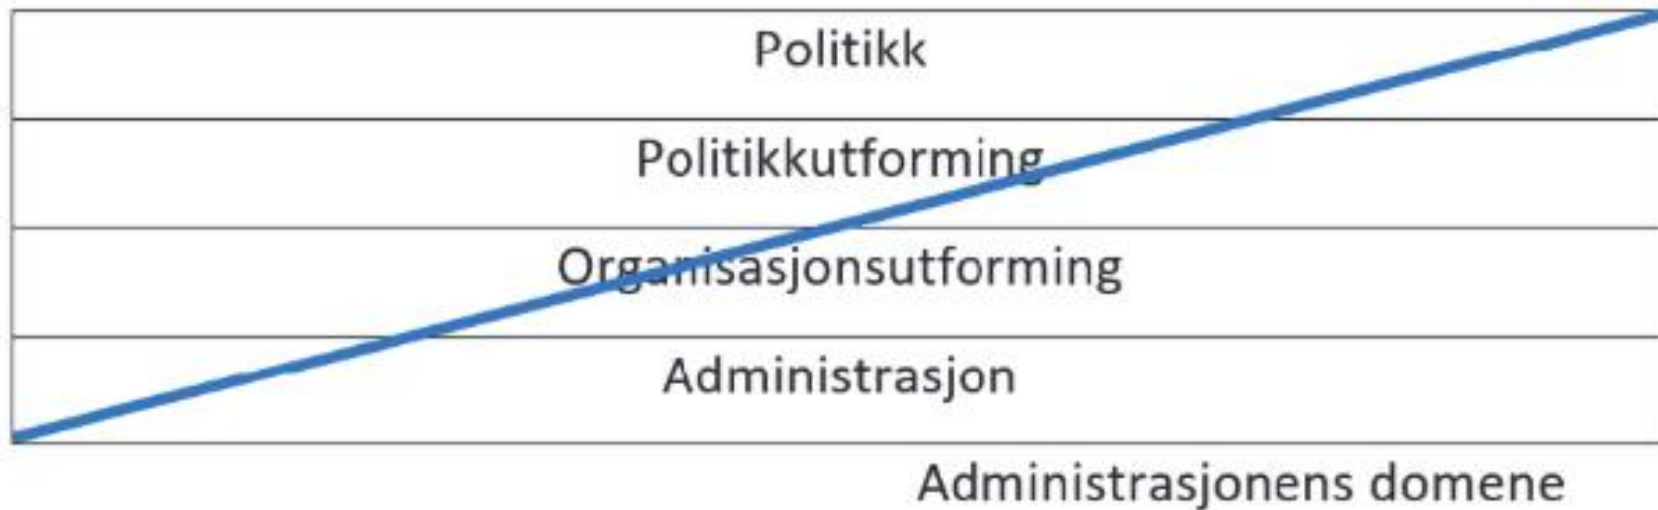 Politikk
Politikkutforming
Organisasjonsutforming
Administrasjon
Administrasjonens domene